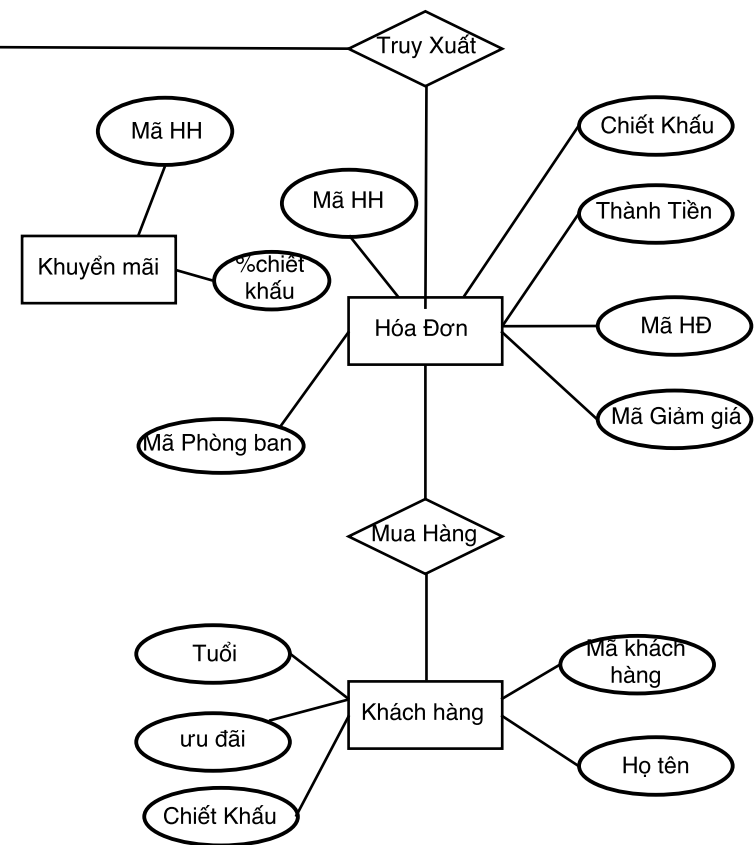 Truy Xuất
Mã HH
Chiết Khấu
Mã HH
Thành Tiền
Khuyển mãi
%chiết
khấu
Hóa Đơn
Mã HĐ
Mã Giảm giá
Mã Phòng ban
Mua Hàng
Tuổi
Mã khách
hàng
Khách hàng
ưu đãi
Họ tên
Chiết Khấu